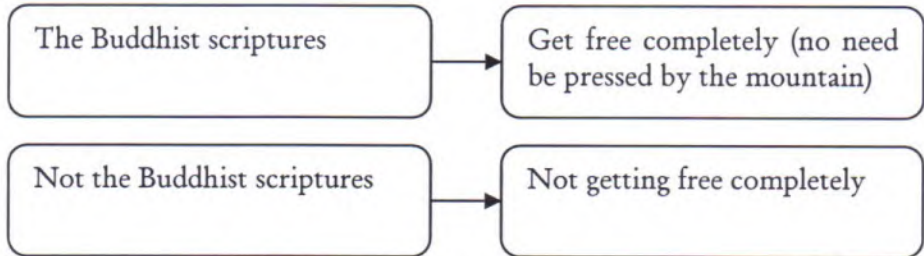 The Buddhist scriptures
Get free completely (no need
be pressed by the mountain)
Not the Buddhist scriptures
Not getting free completely